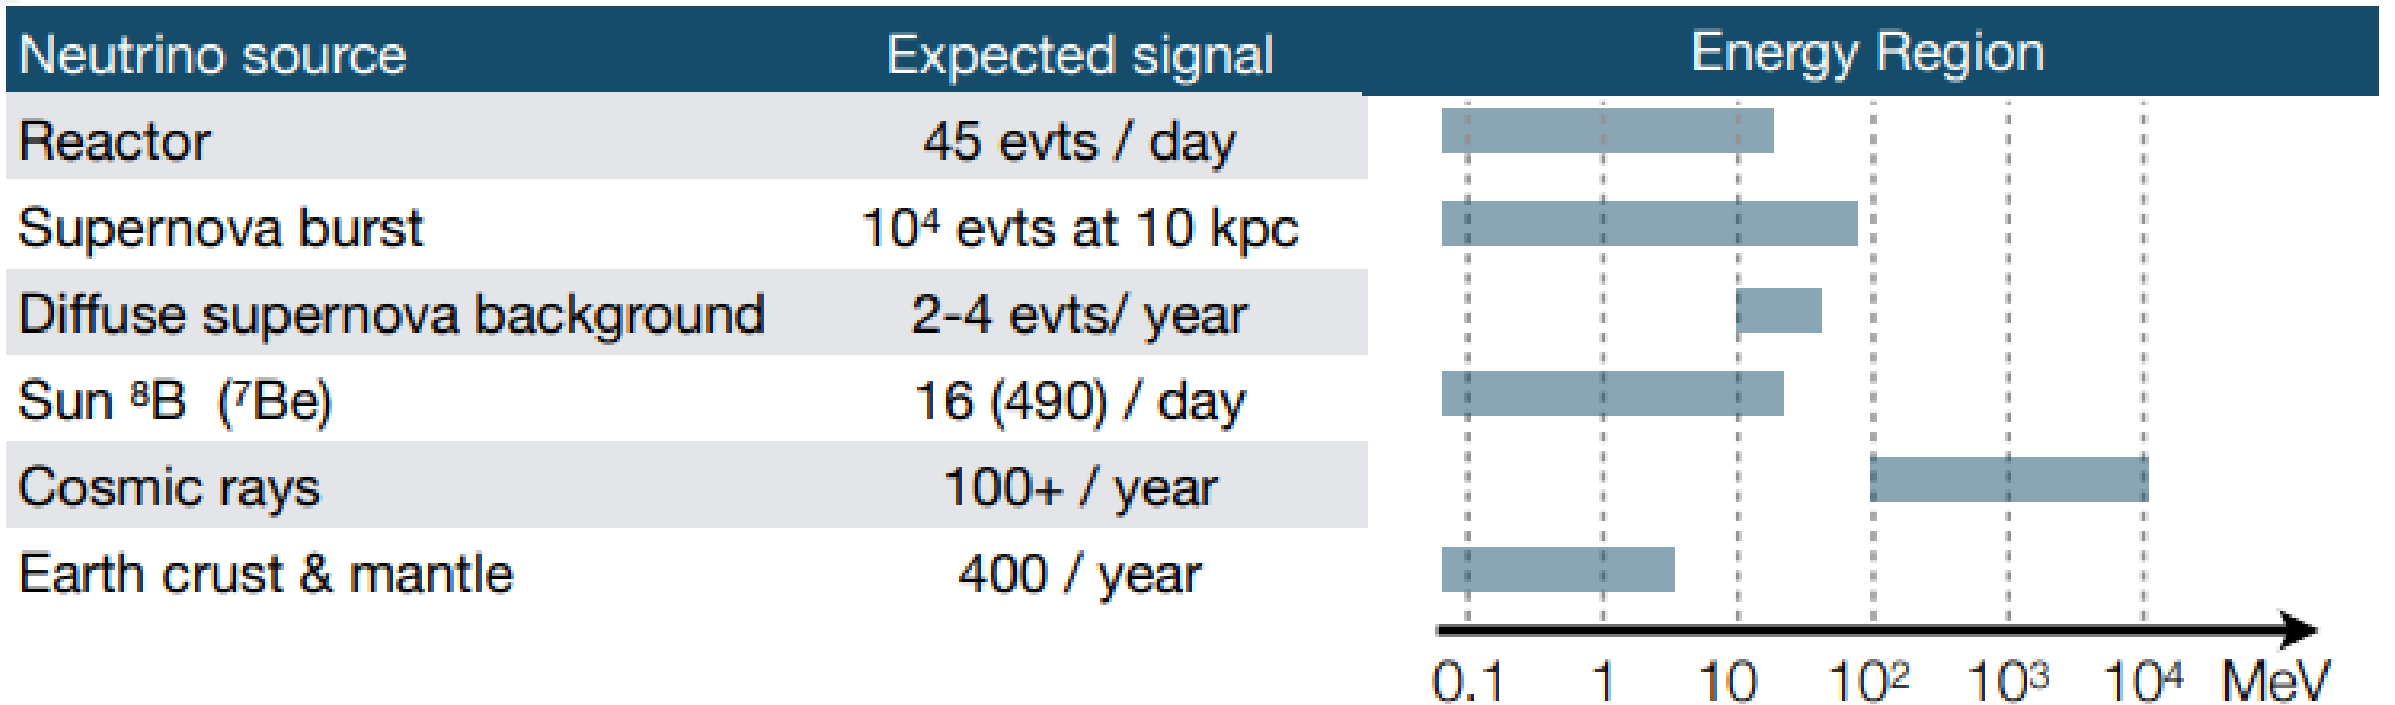 Neutrino source Expected signal Energy Region
Reactor 45 evts / day
Supernova burst 10⁴ evts at 10 kpc
Diffuse supernova background 2-4 evts/ year
Sun ⁸B (⁷Be) 16 (490) / day
Cosmic rays 100+ / year
Earth crust & mantle 400 / year
0.1 1 10 10² 10³ 10⁴ MeV